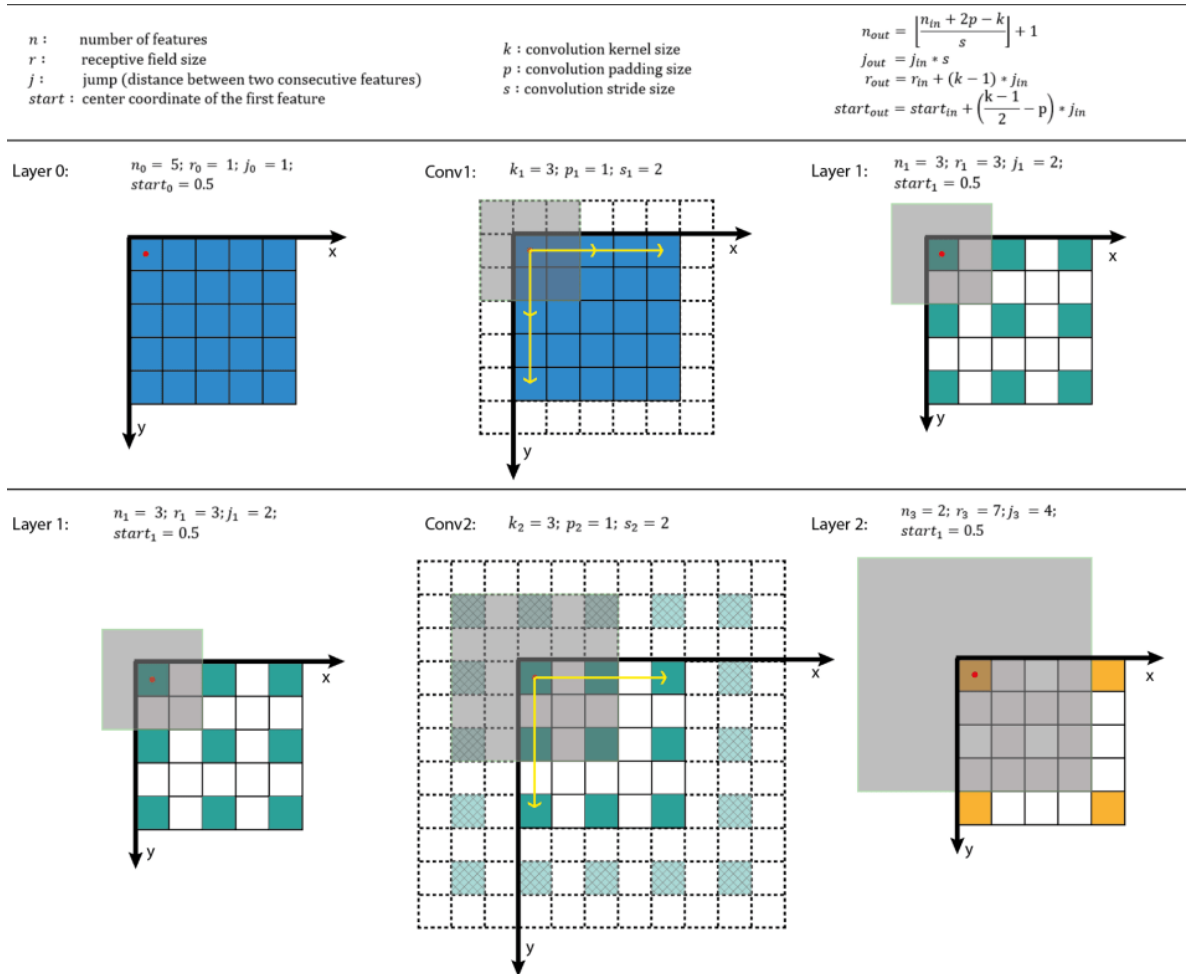 n : number of features
r : receptive field size
j : jump (distance between two consecutive features)
start : center coordinate of the first feature
k : convolution kernel size
p : convolution padding size
s : convolution stride size
n_out = ⌊(n_in + 2p − k)/s⌋ + 1
j_out = j_in * s
r_out = r_in + (k − 1) * j_in
start_out = start_in + ((k − 1)/2 − p) * j_in
Layer 0:
n_0 = 5; r_0 = 1; j_0 = 1;
start_0 = 0.5
x
y
Conv1:
k_1 = 3; p_1 = 1; s_1 = 2
x
y
Layer 1:
n_1 = 3; r_1 = 3; j_1 = 2;
start_1 = 0.5
x
y
Layer 1:
n_1 = 3; r_1 = 3; j_1 = 2;
start_1 = 0.5
x
y
Conv2:
k_2 = 3; p_2 = 1; s_2 = 2
x
y
Layer 2:
n_3 = 2; r_3 = 7; j_3 = 4;
start_1 = 0.5
x
y